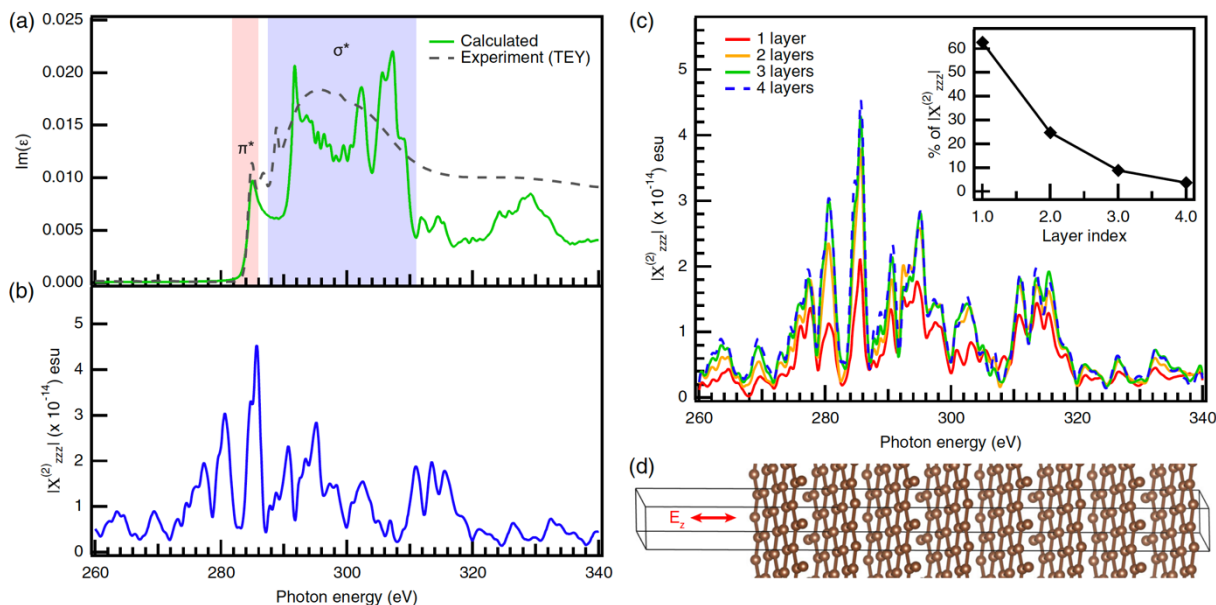 (a)
0.025
0.020
0.015
0.010
0.005
0.000
Im(ε)
π*
σ*
Calculated
Experiment (TEY)
(b)
5
4
3
2
1
0
|X⁽²⁾zzz| (x 10⁻¹⁴) esu
260 280 300 320 340
Photon energy (eV)
(c)
5
4
3
2
1
0
|X⁽²⁾zzz| (x 10⁻¹⁴) esu
1 layer
2 layers
3 layers
4 layers
60
50
40
30
20
10
0
% of |X⁽²⁾zzz|
1.0 2.0 3.0 4.0
Layer index
260 280 300 320 340
Photon energy (eV)
(d)
Ez